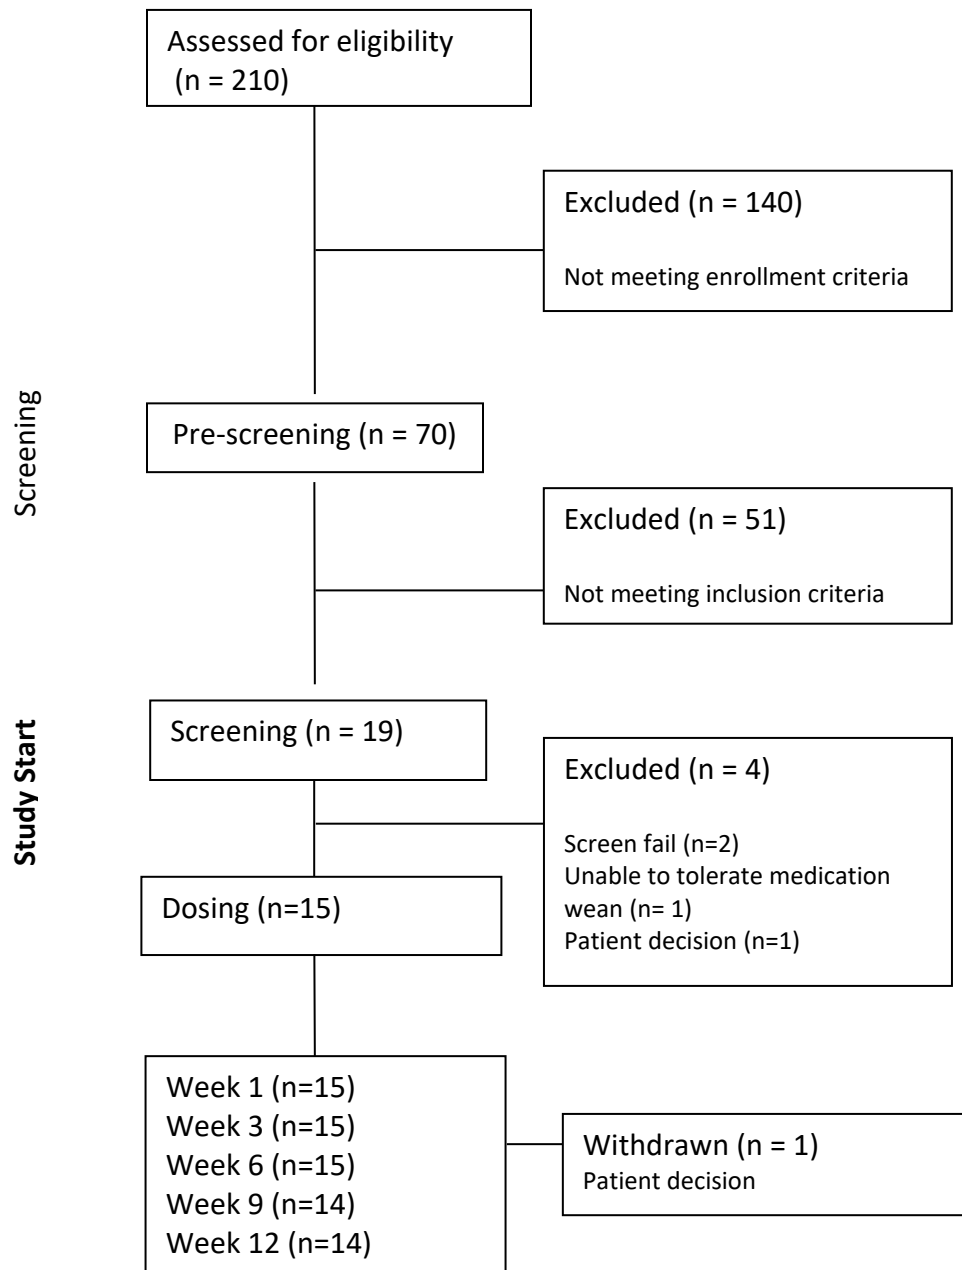 Assessed for eligibility
(n = 210)
Excluded (n = 140)
Not meeting enrollment criteria
Screening
Pre-screening (n = 70)
Excluded (n = 51)
Not meeting inclusion criteria
Study Start
Screening (n = 19)
Excluded (n = 4)
Screen fail (n=2)
Unable to tolerate medication
wean (n= 1)
Patient decision (n=1)
Dosing (n=15)
Week 1 (n=15)
Week 3 (n=15)
Week 6 (n=15)
Week 9 (n=14)
Week 12 (n=14)
Withdrawn (n = 1)
Patient decision